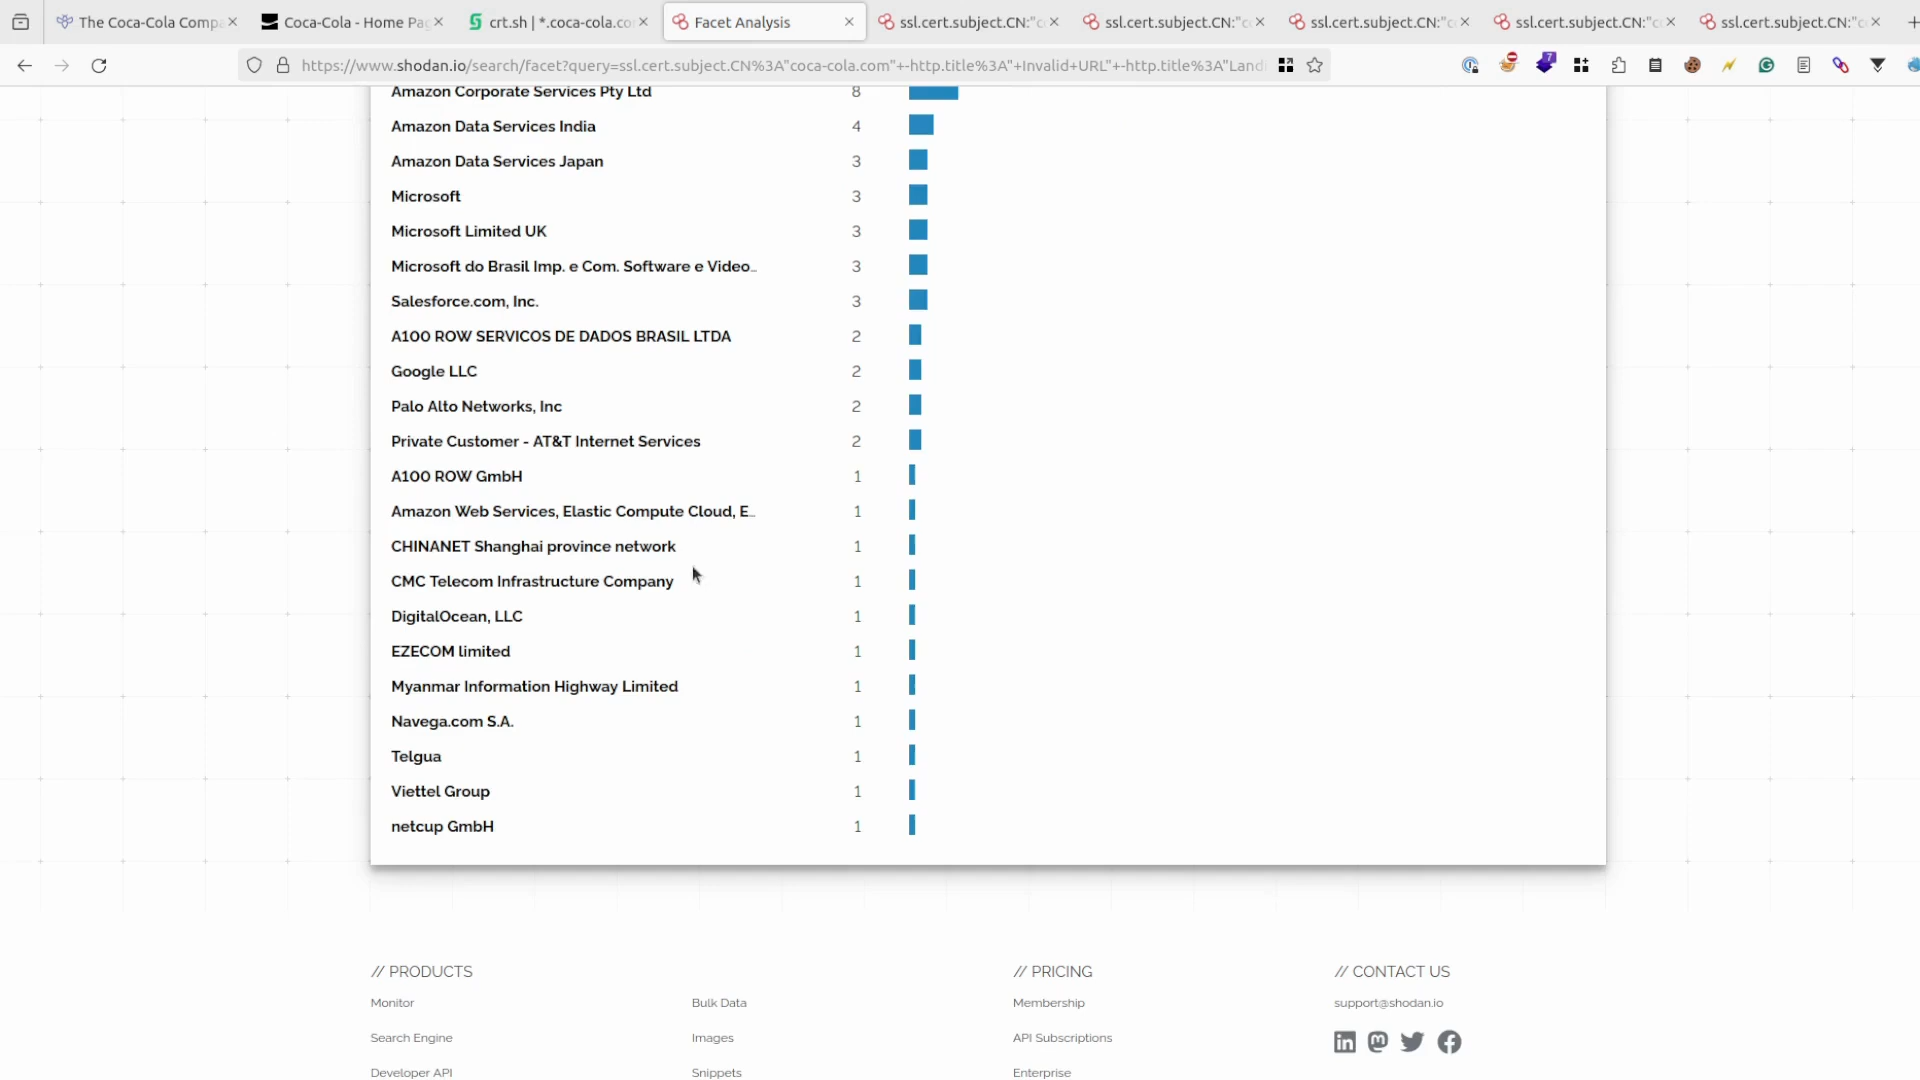 The Coca-Cola Comp
Coca-Cola - Home Pag
crt.sh | *.coca-cola.co
Facet Analysis
ssl.cert.subject.CN:"c
ssl.cert.subject.CN:"c
ssl.cert.subject.CN:"c
ssl.cert.subject.CN:"c
ssl.cert.subject.CN:"c
https://www.shodan.io/search/facet?query=ssl.cert.subject.CN%3A"coca-cola.com"+-http.title%3A"+Invalid+URL"+-http.title%3A"Land
7
Amazon Corporate Services Pty Ltd 8
Amazon Data Services India 4
Amazon Data Services Japan 3
Microsoft 3
Microsoft Limited UK 3
Microsoft do Brasil Imp. e Com. Software e Video… 3
Salesforce.com, Inc. 3
A100 ROW SERVICOS DE DADOS BRASIL LTDA 2
Google LLC 2
Palo Alto Networks, Inc 2
Private Customer - AT&T Internet Services 2
A100 ROW GmbH 1
Amazon Web Services, Elastic Compute Cloud, E… 1
CHINANET Shanghai province network 1
CMC Telecom Infrastructure Company 1
DigitalOcean, LLC 1
EZECOM limited 1
Myanmar Information Highway Limited 1
Navega.com S.A. 1
Telgua 1
Viettel Group 1
netcup GmbH 1
// PRODUCTS
Monitor
Search Engine
Developer API
Bulk Data
Images
Snippets
// PRICING
Membership
API Subscriptions
Enterprise
// CONTACT US
support@shodan.io